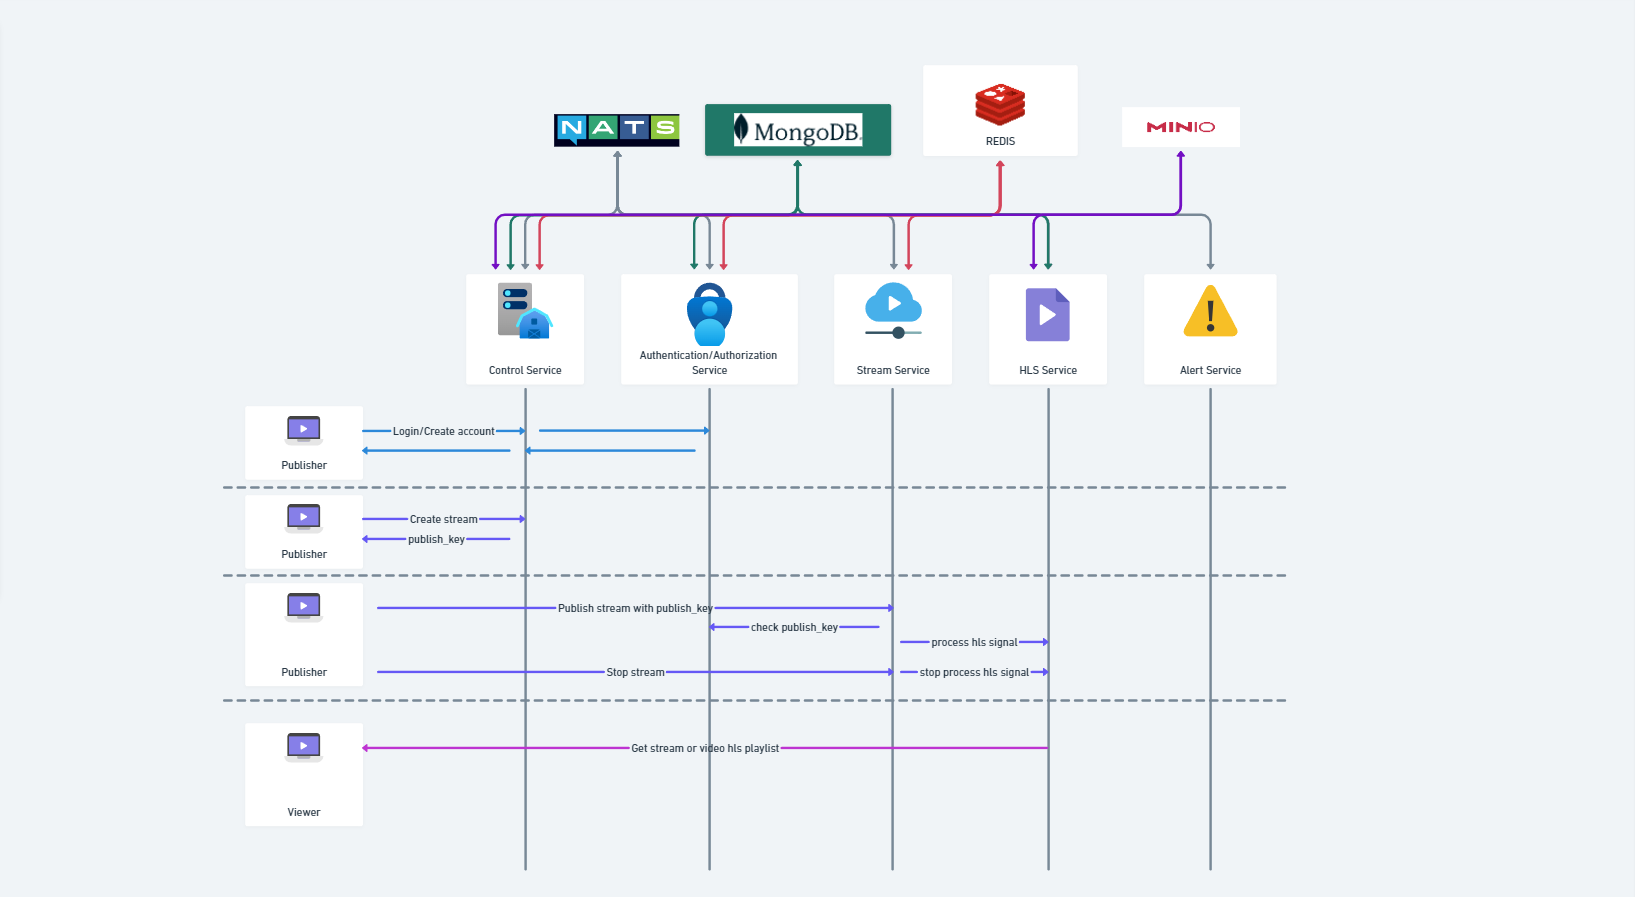 NATS
MongoDB.
REDIS
MINIO
Control Service
Authentication/Authorization
Service
Stream Service
HLS Service
Alert Service
Login/Create account
Publisher
Create stream
publish_key
Publisher
Publish stream with publish_key
check publish_key
process hls signal
Publisher
Stop stream
stop process hls signal
Get stream or video hls playlist
Viewer